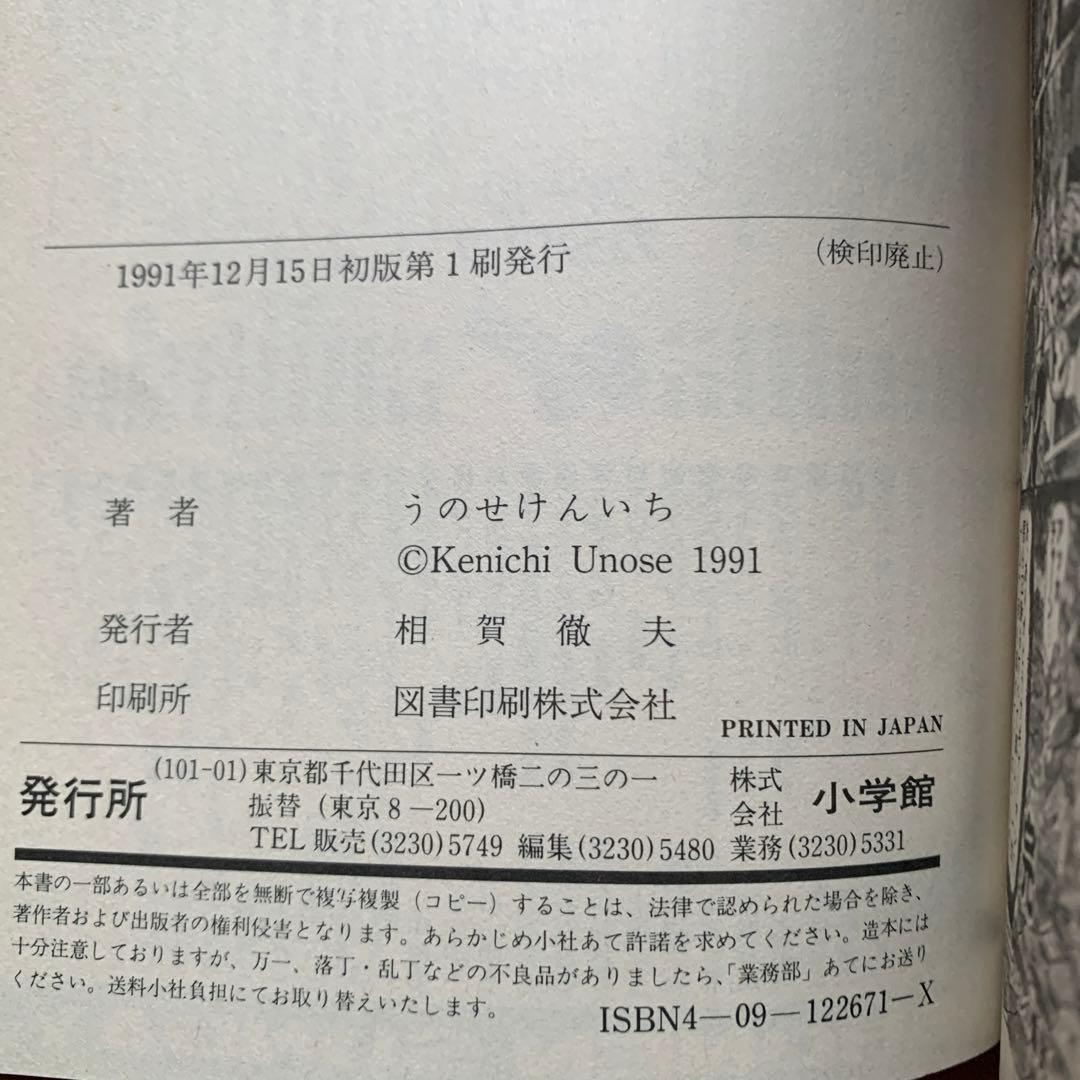 1991年12月15日初版第1刷発行 (検印廃止)
著 者 うのせけんいち
©Kenichi Unose 1991
発行者 相賀徹夫
印刷所 図書印刷株式会社
PRINTED IN JAPAN
発行所 (101-01)東京都千代田区一ツ橋二の三の一 株式会社 小学館
振替(東京8—200)
TEL 販売(3230)5749 編集(3230)5480 業務(3230)5331
本書の一部あるいは全部を無断で複写複製(コピー)することは、法律で認められた場合を除き、
著作者および出版者の権利侵害となります。あらかじめ小社あて許諾を求めてください。造本には
十分注意しておりますが、万一、落丁・乱丁などの不良品がありましたら、「業務部」あてにお送り
ください。送料小社負担にてお取り替えいたします。
ISBN4—09—122671—X